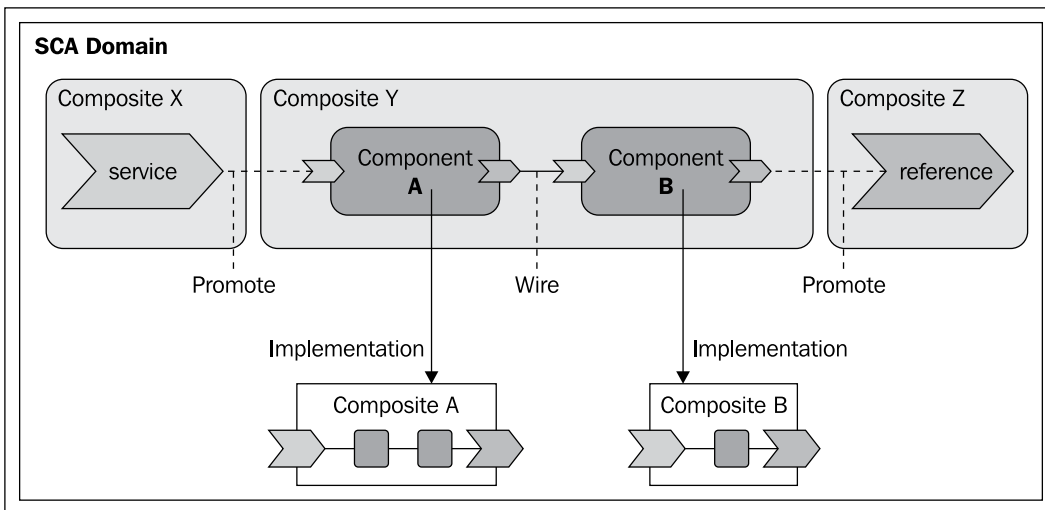 SCA Domain
Composite X
Composite Y
Composite Z
service
Component
A
Component
B
reference
Promote
Wire
Promote
Implementation
Implementation
Composite A
Composite B